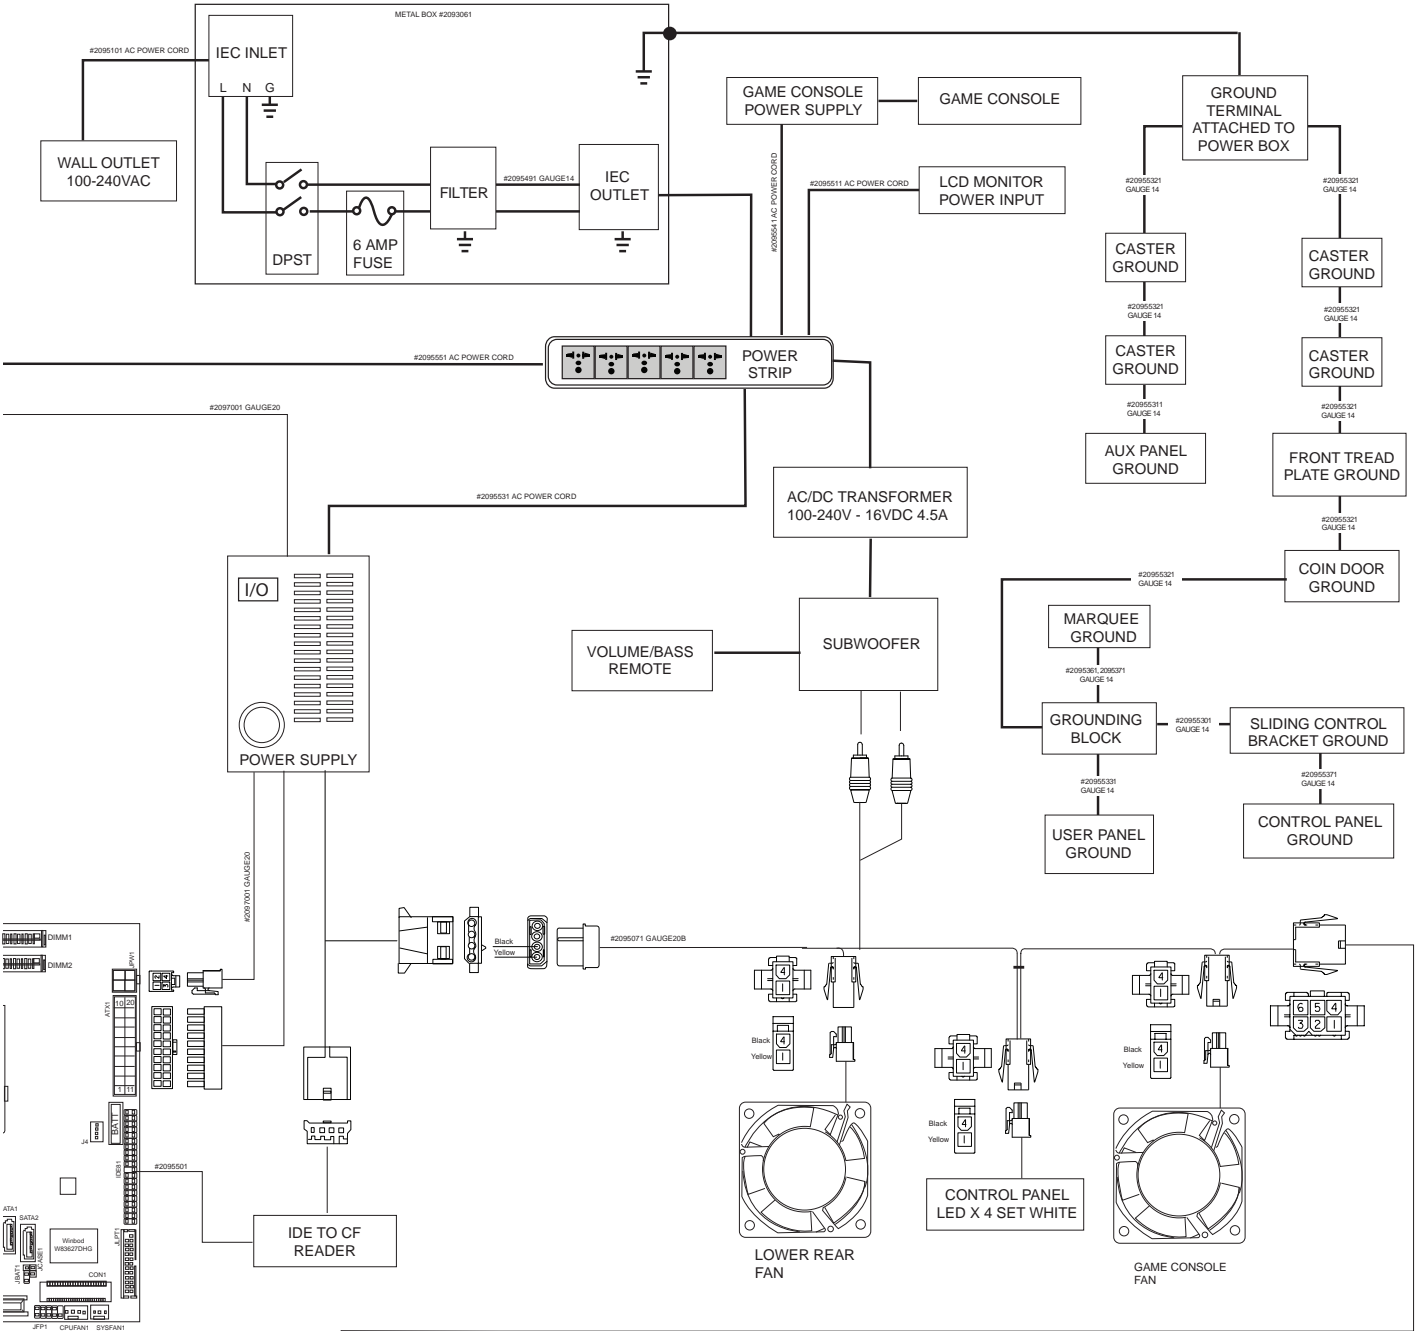 METAL BOX #2093061
#2095101 AC POWER CORD
IEC INLET
L N G
WALL OUTLET
100-240VAC
DPST
6 AMP
FUSE
FILTER
#2095491 GAUGE14
IEC
OUTLET
GAME CONSOLE
POWER SUPPLY
GAME CONSOLE
#2095541 AC POWER CORD
#2095511 AC POWER CORD
LCD MONITOR
POWER INPUT
GROUND
TERMINAL
ATTACHED TO
POWER BOX
#20955321
GAUGE 14
#20955321
GAUGE 14
CASTER
GROUND
CASTER
GROUND
#20955321
GAUGE 14
#20955321
GAUGE 14
CASTER
GROUND
CASTER
GROUND
#20955311
GAUGE 14
#20955321
GAUGE 14
AUX PANEL
GROUND
FRONT TREAD
PLATE GROUND
#20955321
GAUGE 14
COIN DOOR
GROUND
#20955321
GAUGE 14
#2095551 AC POWER CORD
POWER
STRIP
#2097001 GAUGE20
#2095531 AC POWER CORD
AC/DC TRANSFORMER
100-240V - 16VDC 4.5A
I/O
POWER SUPPLY
VOLUME/BASS
REMOTE
SUBWOOFER
MARQUEE
GROUND
#2095361, 2095371
GAUGE 14
GROUNDING
BLOCK
#20955301
GAUGE 14
SLIDING CONTROL
BRACKET GROUND
#20955331
GAUGE 14
#20955371
GAUGE 14
USER PANEL
GROUND
CONTROL PANEL
GROUND
#2097001 GAUGE20
Black
Yellow
#2095071 GAUGE20B
DIMM1
DIMM2
JPW1
1 2
3 4
ATX1
10 20
1 11
BATT
J4
IDE81
#2095501
ATA1
SATA2
Winbod
W83627DHG
JCASE1
JBAT1
JLPT1
CON1
JFP1
CPUFAN1
SYSFAN1
IDE TO CF
READER
4
1
Black
Yellow
4
1
LOWER REAR
FAN
4
1
Black
Yellow
4
1
CONTROL PANEL
LED X 4 SET WHITE
4
1
Black
Yellow
4
1
GAME CONSOLE
FAN
6 5 4
3 2 1